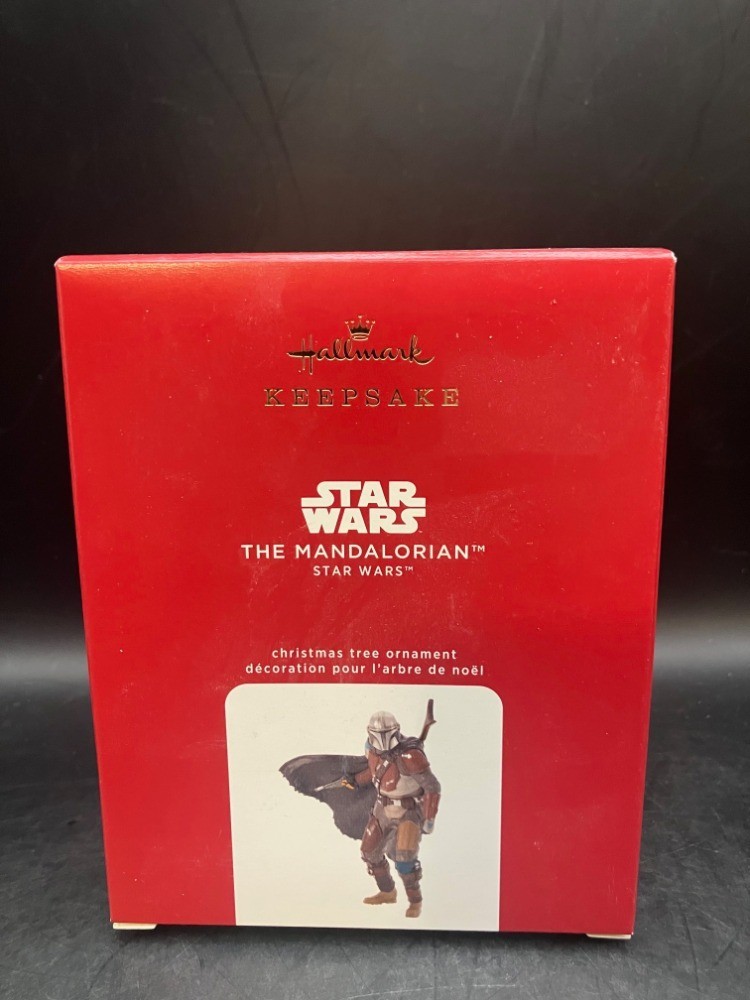 Hallmark
KEEPSAKE
STAR
WARS
THE MANDALORIAN™
STAR WARS™
christmas tree ornament
décoration pour l'arbre de noël